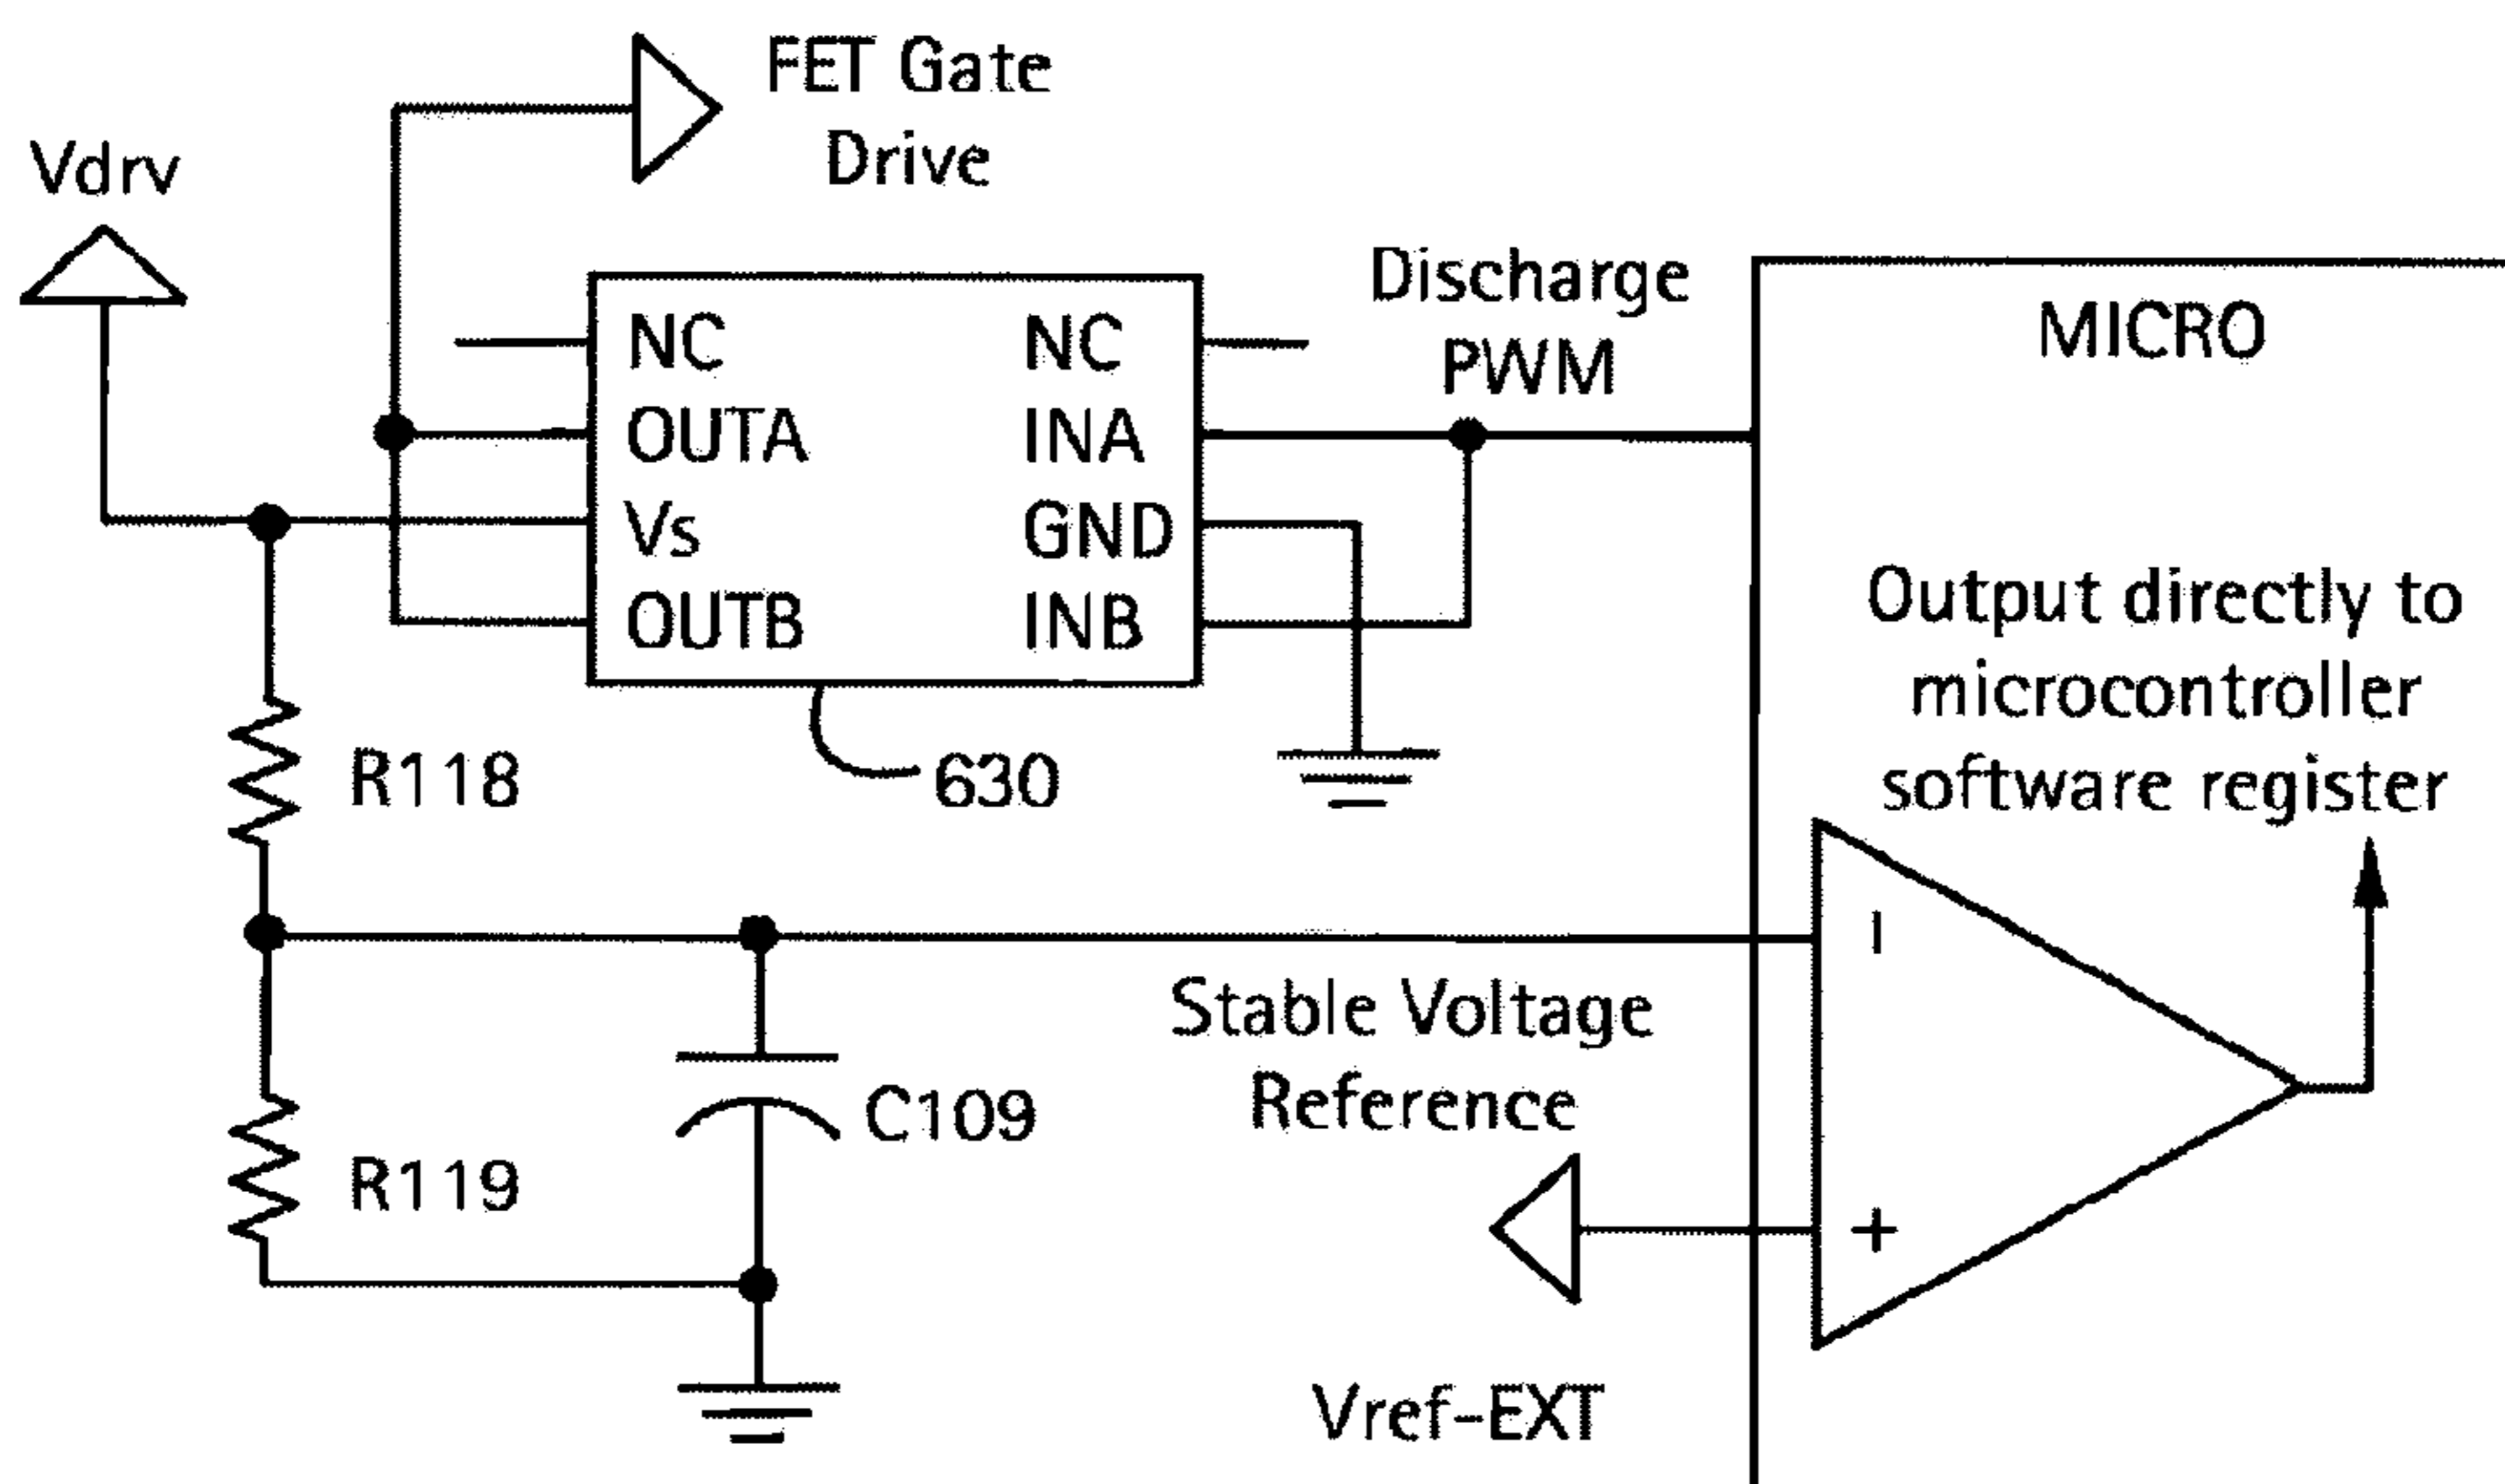 FET Gate
Drive
Vdrv
Discharge
PWM
MICRO
NC
NC
OUTA
INA
Vs
GND
OUTB
INB
Output directly to
microcontroller
software register
R118
630
–
Stable Voltage
Reference
C109
R119
+
Vref-EXT